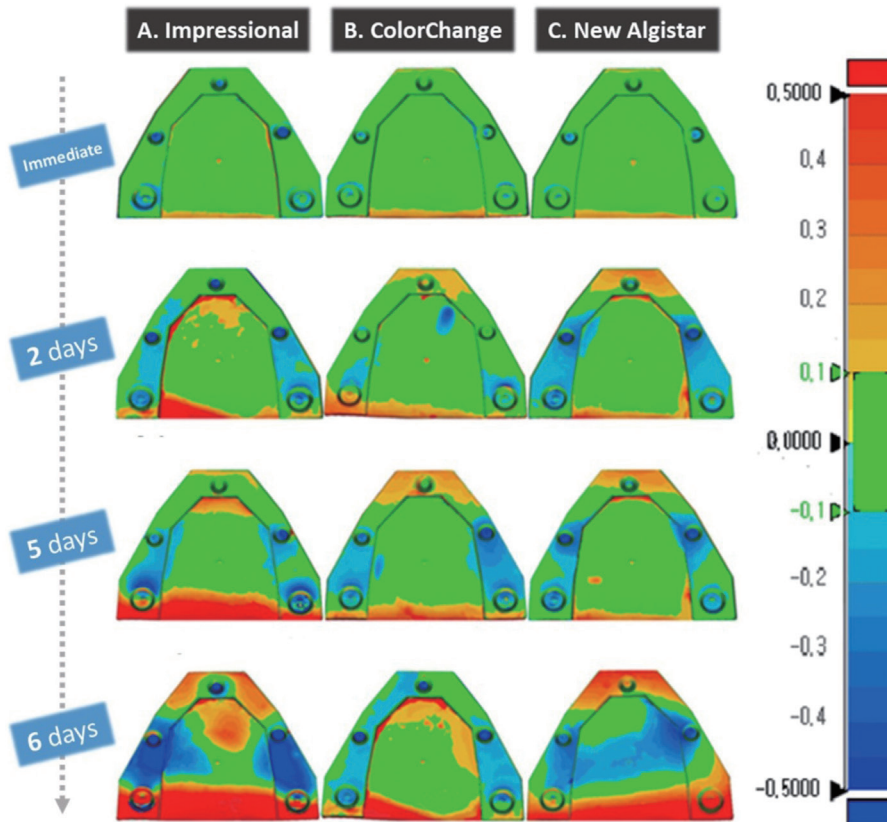 A. Impressional
B. ColorChange
C. New Algistar
Immediate
2 days
5 days
6 days
0.5000
0.4
0.3
0.2
0.1
0.0000
-0.1
-0.2
-0.3
-0.4
-0.5000